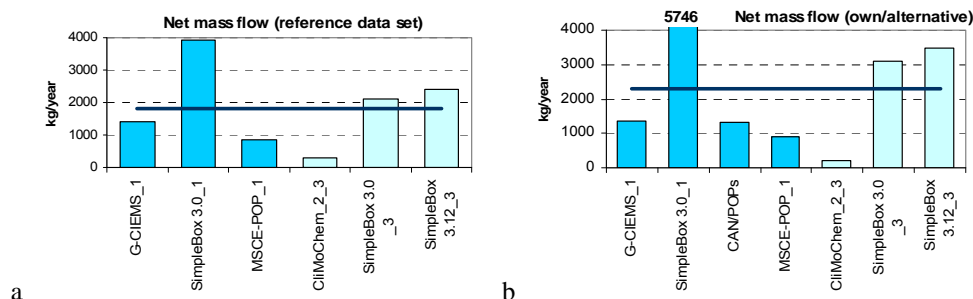 Net mass flow (reference data set)
4000
3000
2000
1000
0
kg/year
G-CIEMS_1
SimpleBox 3.0_1
MSCE-POP_1
CliMoChem_2_3
SimpleBox 3.0
_3
SimpleBox
3.12_3
a
5746 Net mass flow (own/alternative)
4000
3000
2000
1000
0
kg/year
G-CIEMS_1
SimpleBox 3.0_1
CAN/POPs
MSCE-POP_1
CliMoChem_2_3
SimpleBox 3.0
_3
SimpleBox
3.12_3
b